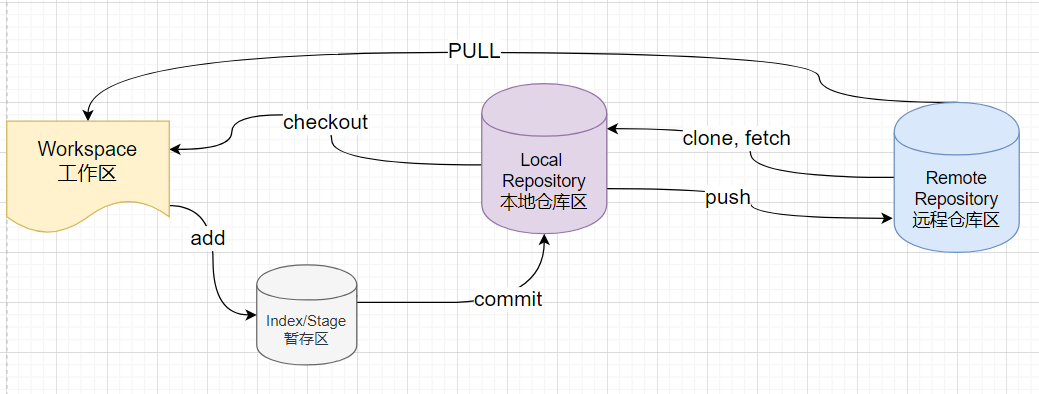 PULL
checkout
clone, fetch
Workspace
工作区
Local
Repository
本地仓库区
Remote
Repository
远程仓库区
push
add
commit
Index/Stage
暂存区